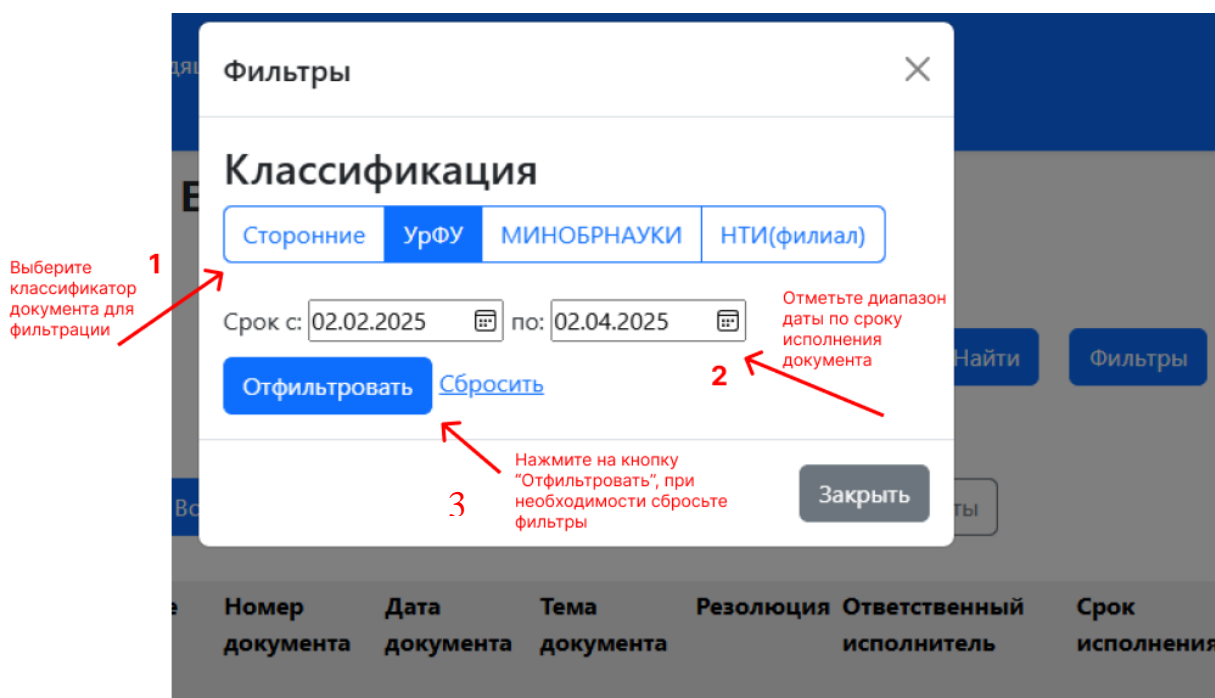 Фильтры
Классификация
Сторонние УрФУ МИНОБРНАУКИ НТИ(филиал)
1
Выберите
классификатор
документа для
фильтрации
Срок с: 02.02.2025 по: 02.04.2025
Отметьте диапазон
даты по сроку
исполнения
документа
2
Найти Фильтры
Отфильтровать Сбросить
3
Нажмите на кнопку
“Отфильтровать”, при
необходимости сбросьте
фильтры
Закрыть
Номер документа
Дата документа
Тема документа
Резолюция
Ответственный исполнитель
Срок исполнения